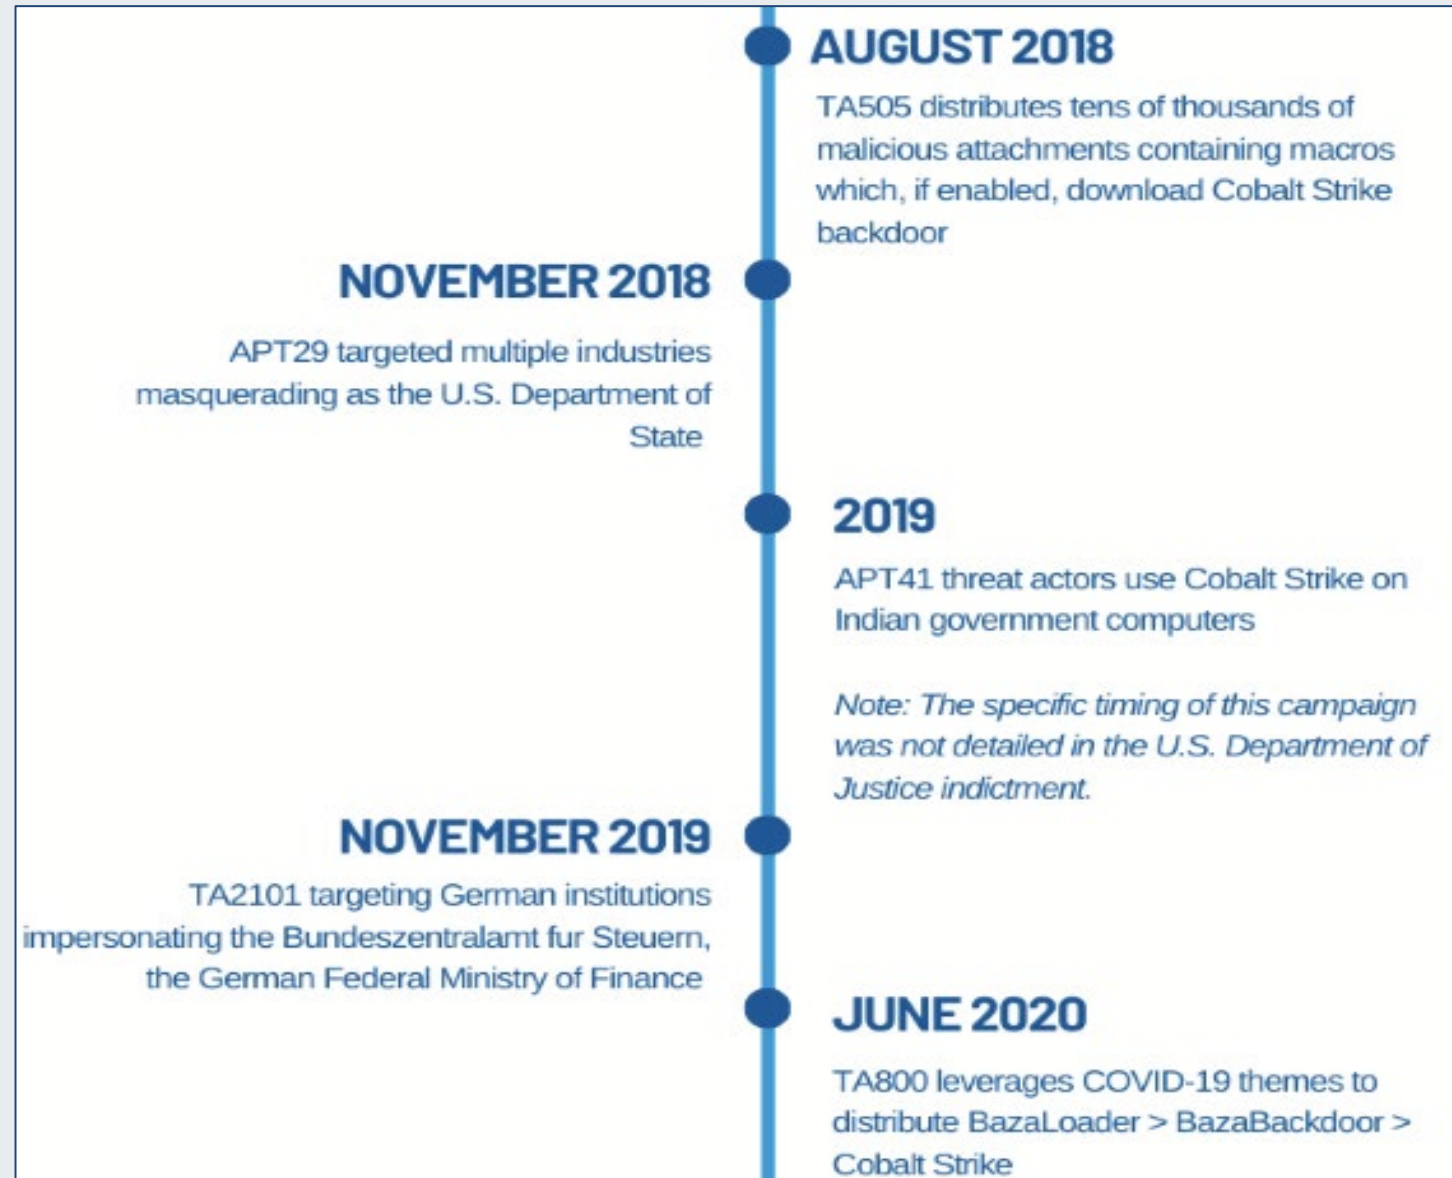 AUGUST 2018
TA505 distributes tens of thousands of
malicious attachments containing macros
which, if enabled, download Cobalt Strike
backdoor
NOVEMBER 2018
APT29 targeted multiple industries
masquerading as the U.S. Department of
State
2019
APT41 threat actors use Cobalt Strike on
Indian government computers
Note: The specific timing of this campaign
was not detailed in the U.S. Department of
Justice indictment.
NOVEMBER 2019
TA2101 targeting German institutions
impersonating the Bundeszentralamt fur Steuern,
the German Federal Ministry of Finance
JUNE 2020
TA800 leverages COVID-19 themes to
distribute BazaLoader > BazaBackdoor >
Cobalt Strike